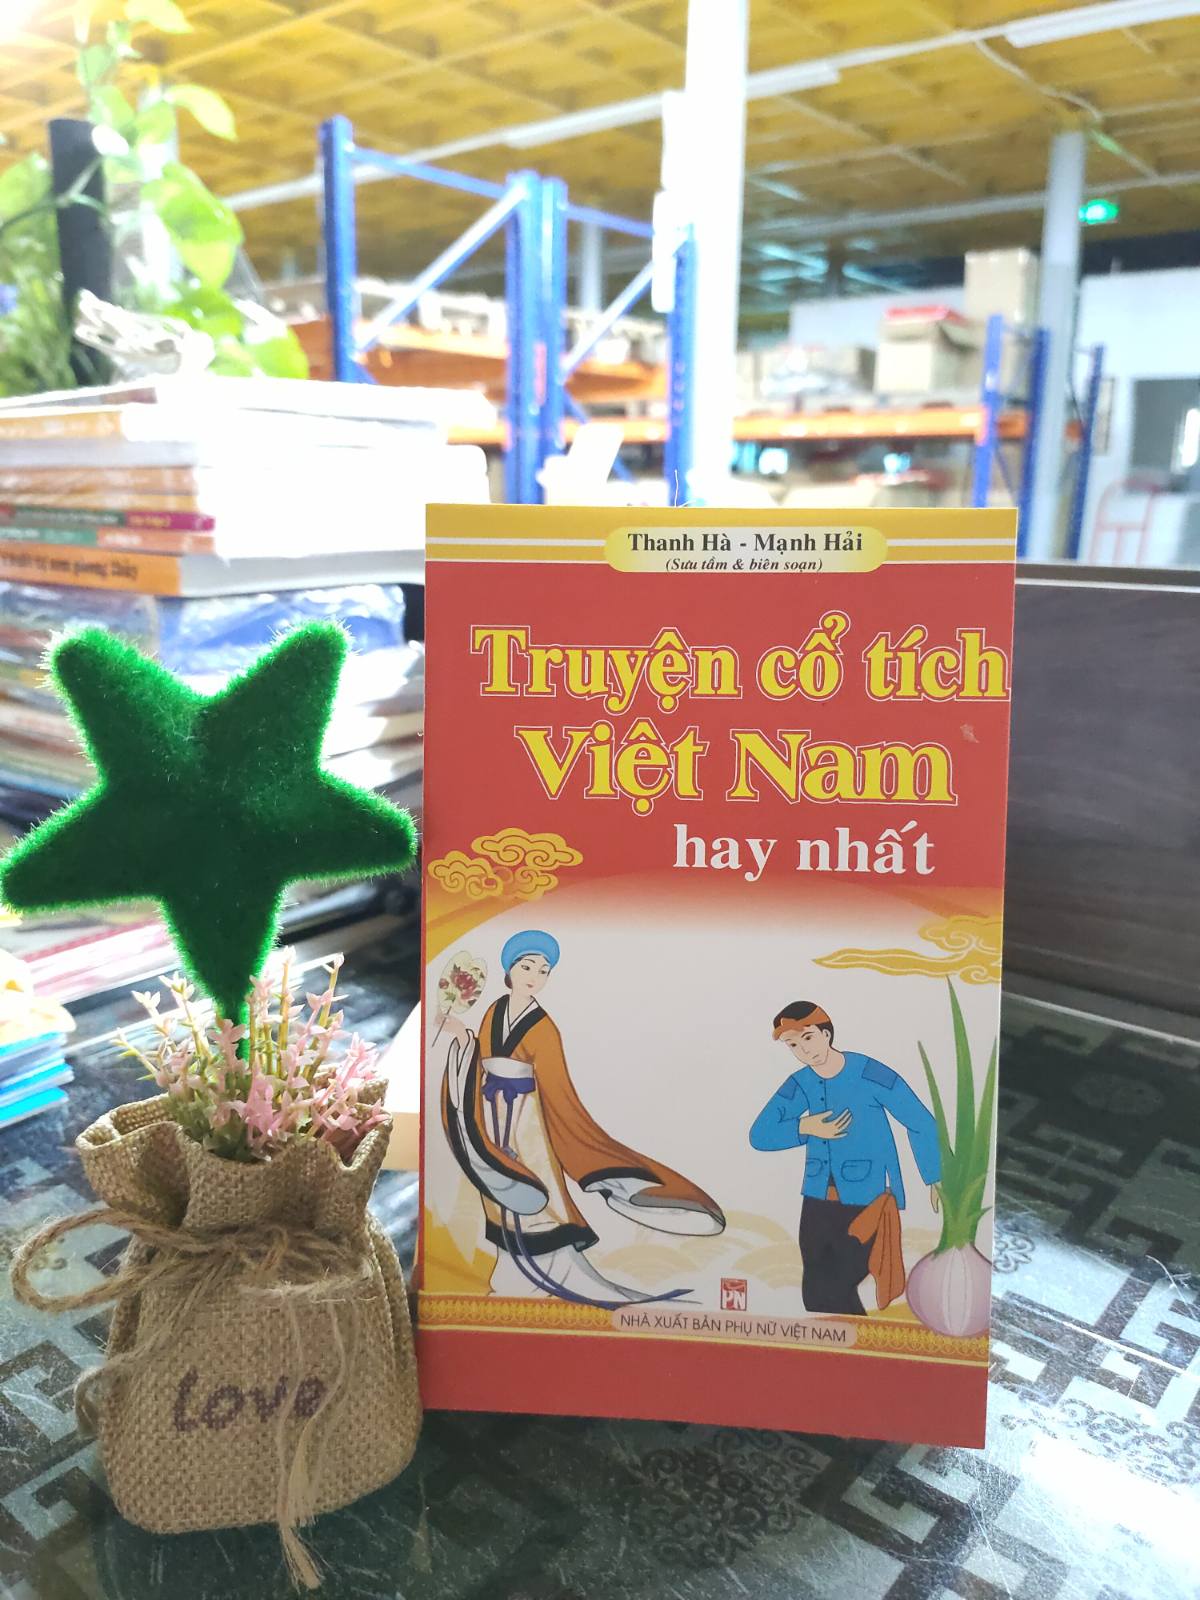 Thanh Hà - Mạnh Hải
(Sưu tầm & biên soạn)
Truyện cổ tích
Việt Nam
hay nhất
PN
NHÀ XUẤT BẢN PHỤ NỮ VIỆT NAM
Love